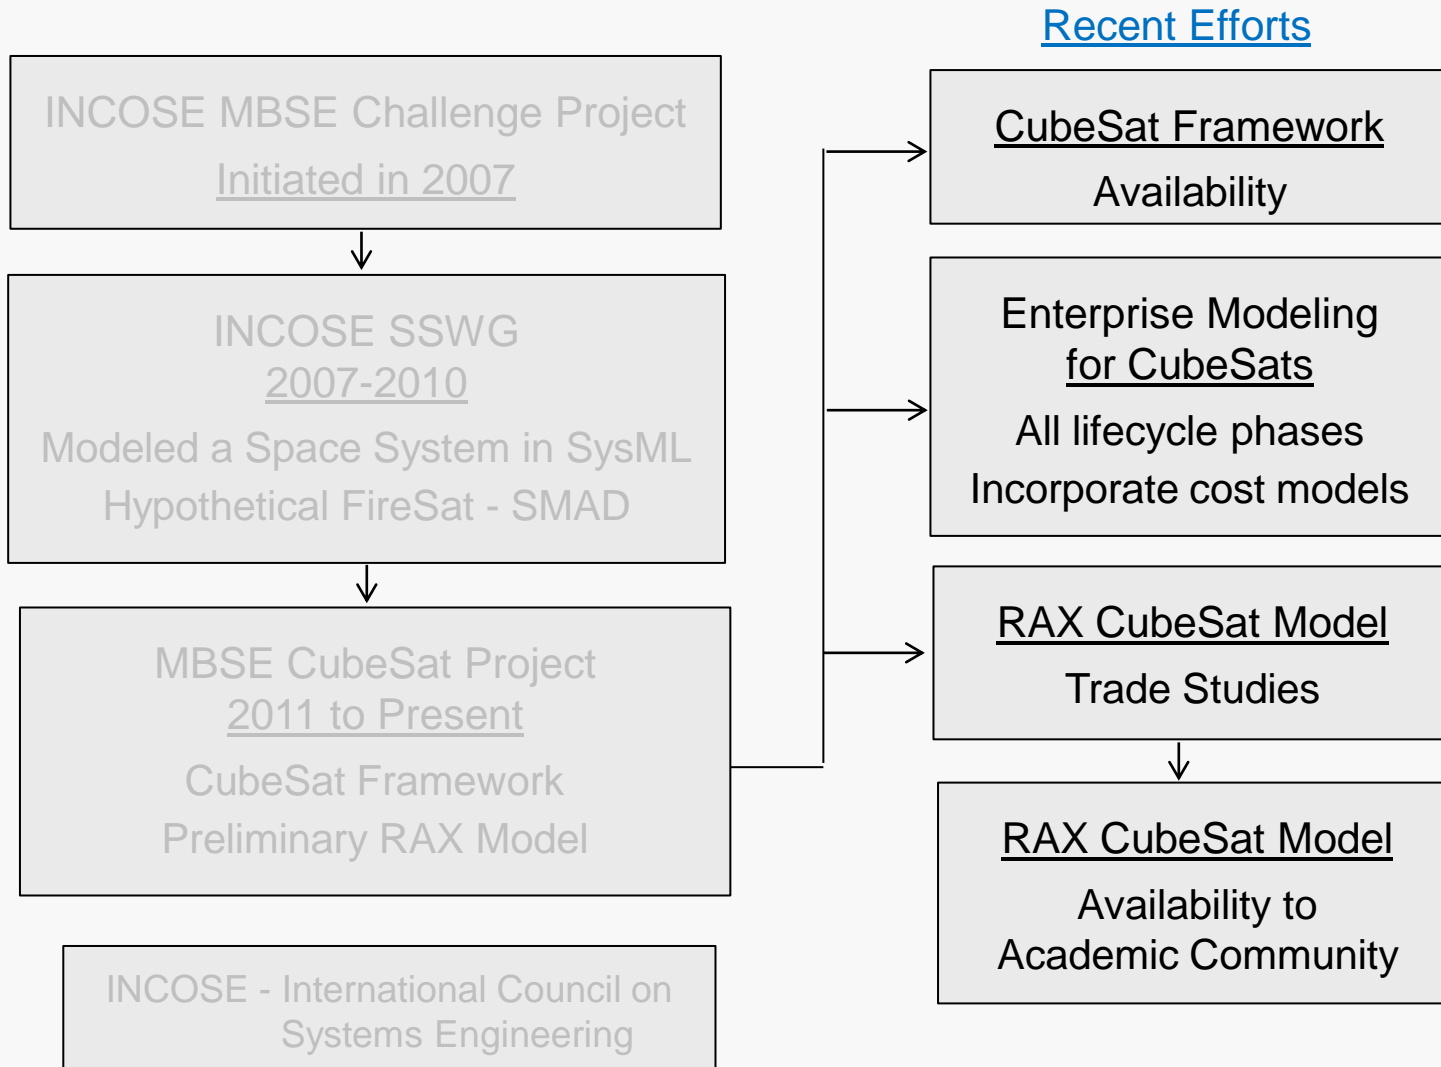 Recent Efforts
INCOSE MBSE Challenge Project
Initiated in 2007
INCOSE SSWG
2007-2010
Modeled a Space System in SysML
Hypothetical FireSat - SMAD
MBSE CubeSat Project
2011 to Present
CubeSat Framework
Preliminary RAX Model
INCOSE - International Council on
Systems Engineering
CubeSat Framework
Availability
Enterprise Modeling
for CubeSats
All lifecycle phases
Incorporate cost models
RAX CubeSat Model
Trade Studies
RAX CubeSat Model
Availability to
Academic Community